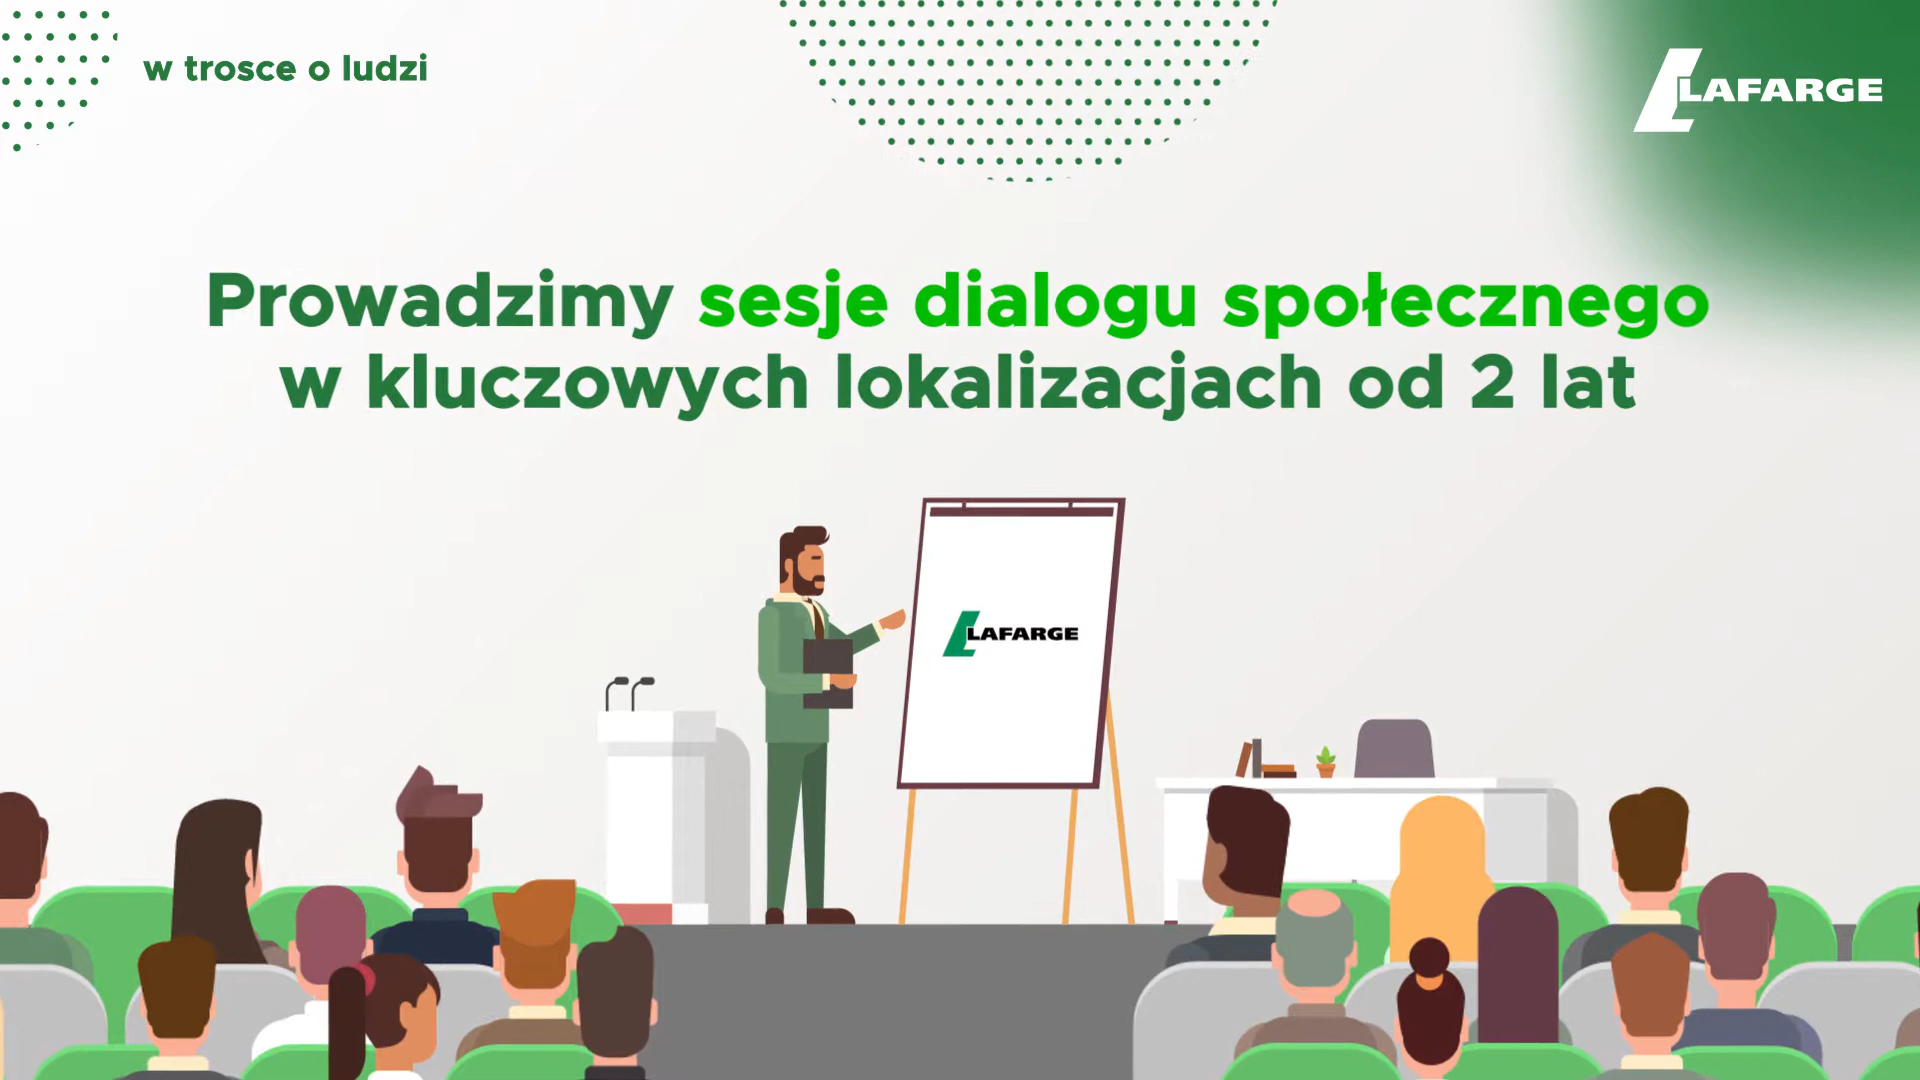 w trosce o ludzi
LAFARGE
Prowadzimy sesje dialogu społecznego
w kluczowych lokalizacjach od 2 lat
LAFARGE